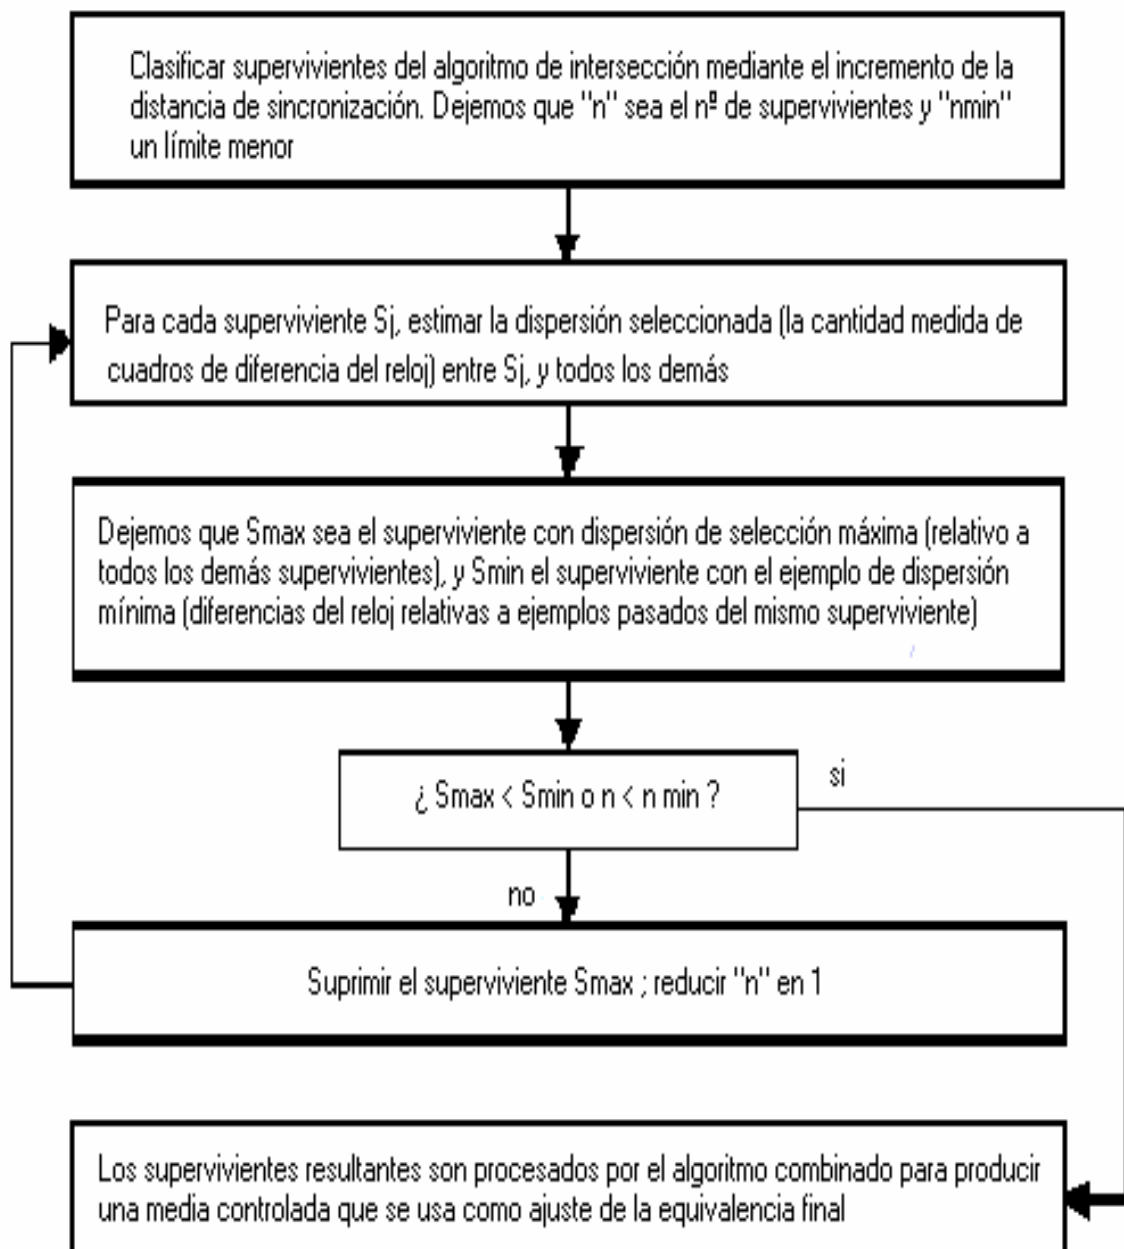 Clasificar supervivientes del algoritmo de intersección mediante el incremento de la
distancia de sincronización. Dejemos que "n" sea el nº de supervivientes y "nmin"
un límite menor
Para cada superviviente Sj, estimar la dispersión seleccionada (la cantidad medida de
cuadros de diferencia del reloj) entre Sj, y todos los demás
Dejemos que Smax sea el superviviente con dispersión de selección máxima (relativo a
todos los demás supervivientes), y Smin el superviviente con el ejemplo de dispersión
mínima (diferencias del reloj relativas a ejemplos pasados del mismo superviviente)
¿ Smax < Smin o n < n min ?
si
no
Suprimir el superviviente Smax ; reducir "n" en 1
Los supervivientes resultantes son procesados por el algoritmo combinado para producir
una media controlada que se usa como ajuste de la equivalencia final